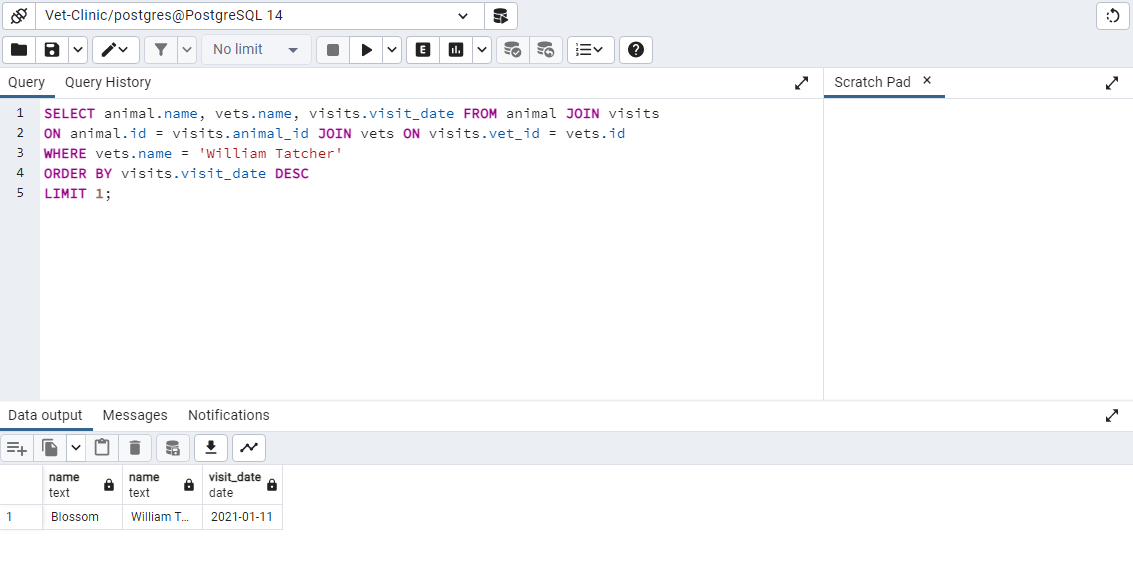 Vet-Clinic/postgres@PostgreSQL 14
No limit
E
Query Query History Scratch Pad
1 SELECT animal.name, vets.name, visits.visit_date FROM animal JOIN visits
2 ON animal.id = visits.animal_id JOIN vets ON visits.vet_id = vets.id
3 WHERE vets.name = 'William Tatcher'
4 ORDER BY visits.visit_date DESC
5 LIMIT 1;
Data output Messages Notifications
name name visit_date
text text date
1 Blossom William T... 2021-01-11